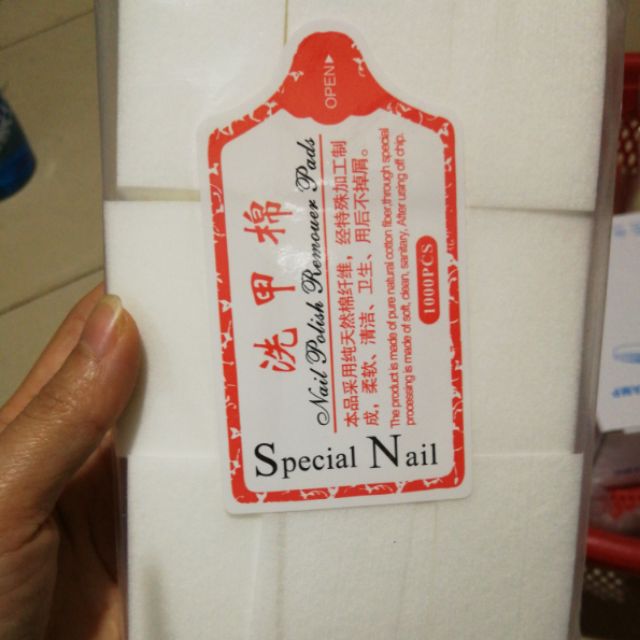 OPEN
洗甲棉
Nail Polish Remouer Pads
本品采用纯天然棉纤维，经特殊加工制
成，柔软、清洁、卫生、用后不掉屑。
The product is made of pure natural cotton fiber,through special
processing is made of soft, clean, sanitary, After using off chip.
1000PCS
Special Nail